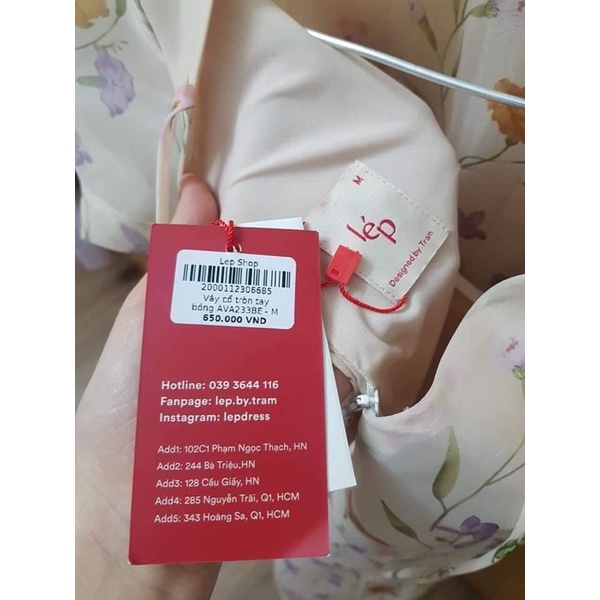 Lep Shop
2000112306685
Váy cổ tròn tay
bồng AVA233BE - M
650.000 VND
Hotline: 039 3644 116
Fanpage: lep.by.tram
Instagram: lepdress
Add1: 102C1 Phạm Ngọc Thạch, HN
Add2: 244 Bà Triệu,HN
Add3: 128 Cầu Giấy, HN
Add4: 285 Nguyễn Trãi, Q1, HCM
Add5: 343 Hoàng Sa, Q1, HCM
M
lép
Designed by Tram